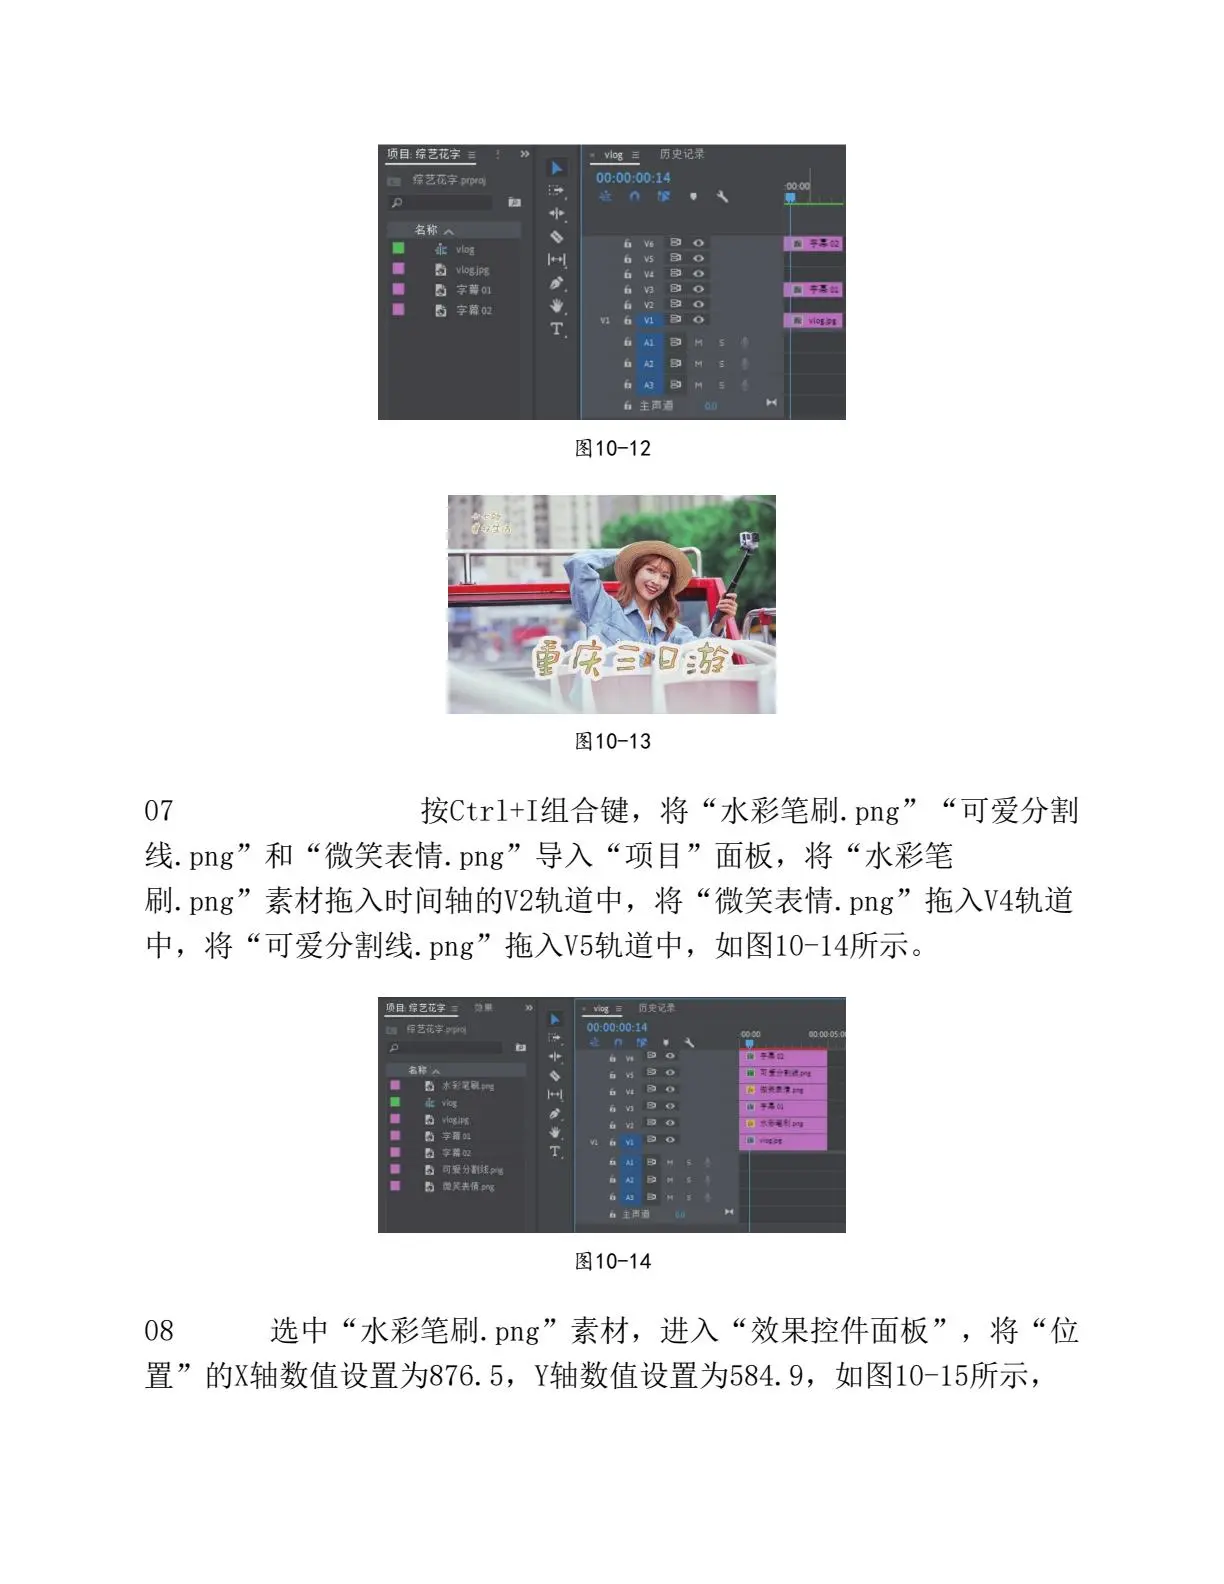 项目: 综艺花字
综艺花字.prproj
名称
vlog
vlog.jpg
字幕 01
字幕 02
vlog
历史记录
00:00:00:14
:00:00
V6
V5
V4
V3
V2
V1 V1
A1 M S
A2 M S
A3 M S
主声道 0.0
字幕 02
字幕 01
vlog.jpg
图10-12
重庆三日游
图10-13
07 按Ctrl+I组合键，将“水彩笔刷.png”“可爱分割
线.png”和“微笑表情.png”导入“项目”面板，将“水彩笔
刷.png”素材拖入时间轴的V2轨道中，将“微笑表情.png”拖入V4轨道
中，将“可爱分割线.png”拖入V5轨道中，如图10-14所示。
项目: 综艺花字 效果
综艺花字.prproj
名称
水彩笔刷.png
vlog
vlog.jpg
字幕 01
字幕 02
可爱分割线.png
微笑表情.png
vlog
历史记录
00:00:00:14
:00:00 00:00:05:00
V6
V5
V4
V3
V2
V1 V1
A1 M S
A2 M S
A3 M S
主声道 0.0
字幕 02
可爱分割线.png
微笑表情.png
字幕 01
水彩笔刷.png
vlog.jpg
图10-14
08 选中“水彩笔刷.png”素材，进入“效果控件面板”，将“位
置”的X轴数值设置为876.5，Y轴数值设置为584.9，如图10-15所示，